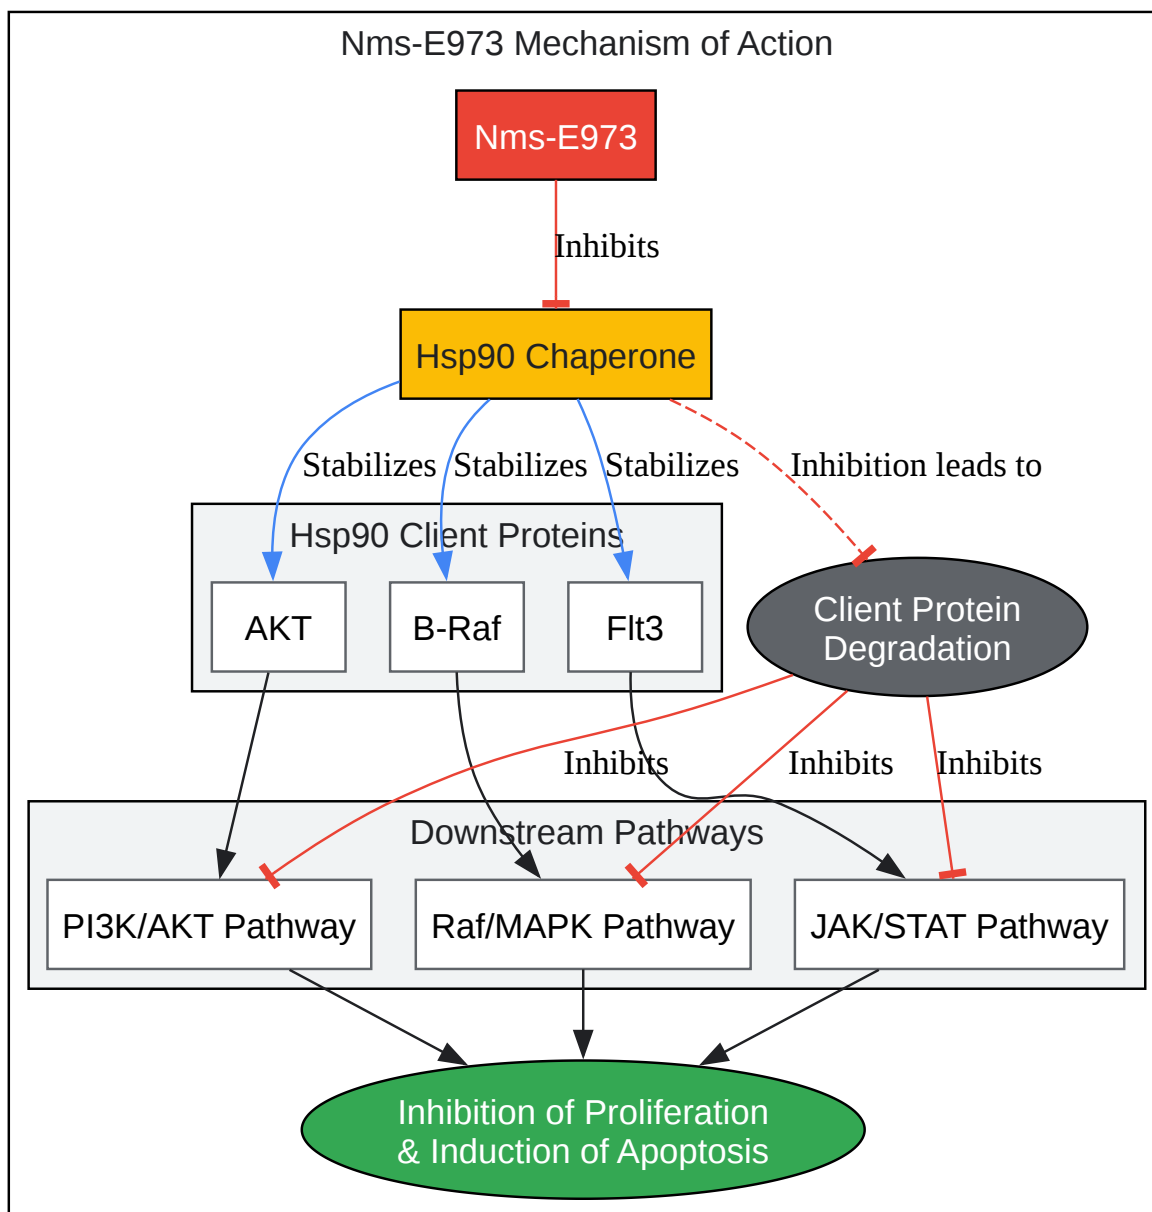 Nms-E973 Mechanism of Action
Nms-E973
Inhibits
Hsp90 Chaperone
Stabilizes
Stabilizes
Stabilizes
Inhibition leads to
Hsp90 Client Proteins
AKT
B-Raf
Flt3
Client Protein
Degradation
Inhibits
Inhibits
Inhibits
Downstream Pathways
PI3K/AKT Pathway
Raf/MAPK Pathway
JAK/STAT Pathway
Inhibition of Proliferation
& Induction of Apoptosis